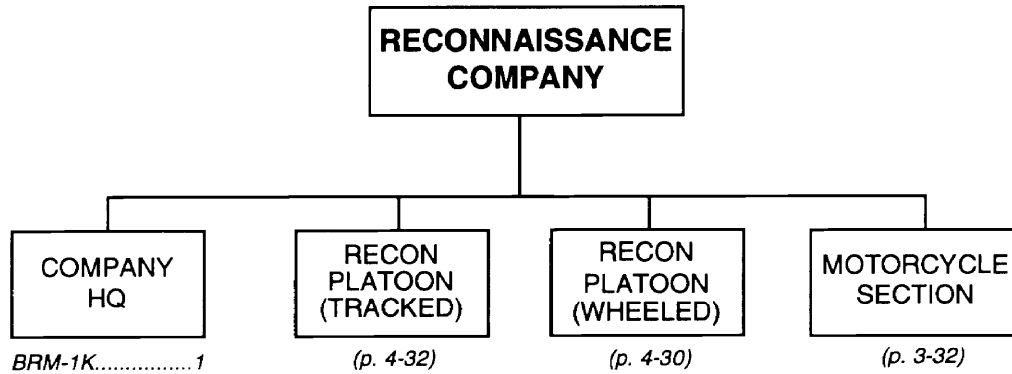 RECONNAISSANCE
COMPANY
COMPANY
HQ
BRM-1K................1
RECON
PLATOON
(TRACKED)
(p. 4-32)
RECON
PLATOON
(WHEELED)
(p. 4-30)
MOTORCYCLE
SECTION
(p. 3-32)